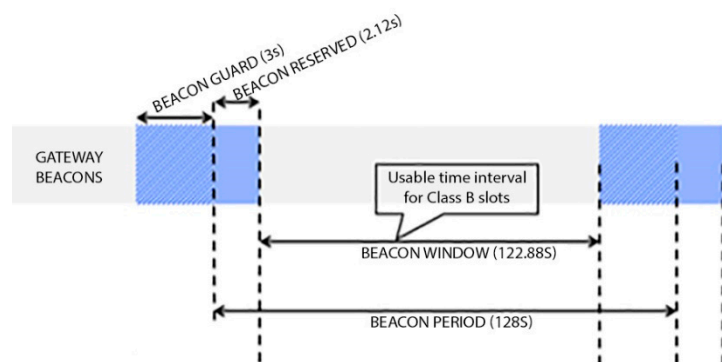 BEACON GUARD (3s)
BEACON RESERVED (2.12s)
GATEWAY
BEACONS
Usable time interval
for Class B slots
BEACON WINDOW (122.88S)
BEACON PERIOD (128S)